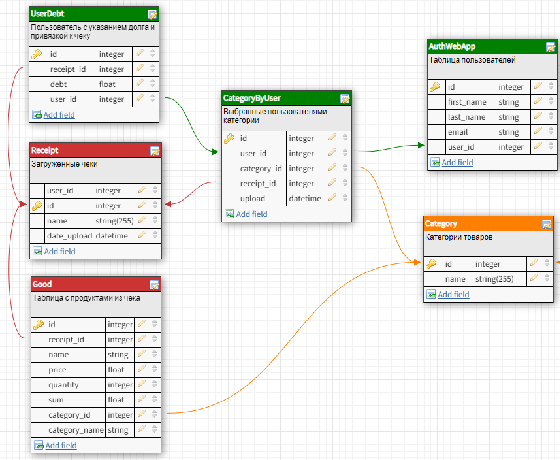 UserDebt
Пользователь с указанием долга и
привязкой к чеку
id integer
receipt_id integer
debt float
user_id integer
Add field
Receipt
Загруженные чеки
user_id integer
id integer
name string(255)
date_upload datetime
Add field
Good
Таблица с продуктами из чека
id integer
receipt_id integer
name string
price float
quantity integer
sum float
category_id integer
category_name string
Add field
CategoryByUser
Выбранные пользователями
категории
id integer
user_id integer
category_id integer
receipt_id integer
upload datetime
Add field
AuthWebApp
Таблица пользователей
id integer
first_name string
last_name string
email string
user_id integer
Add field
Category
Категории товаров
id integer
name string(255)
Add field